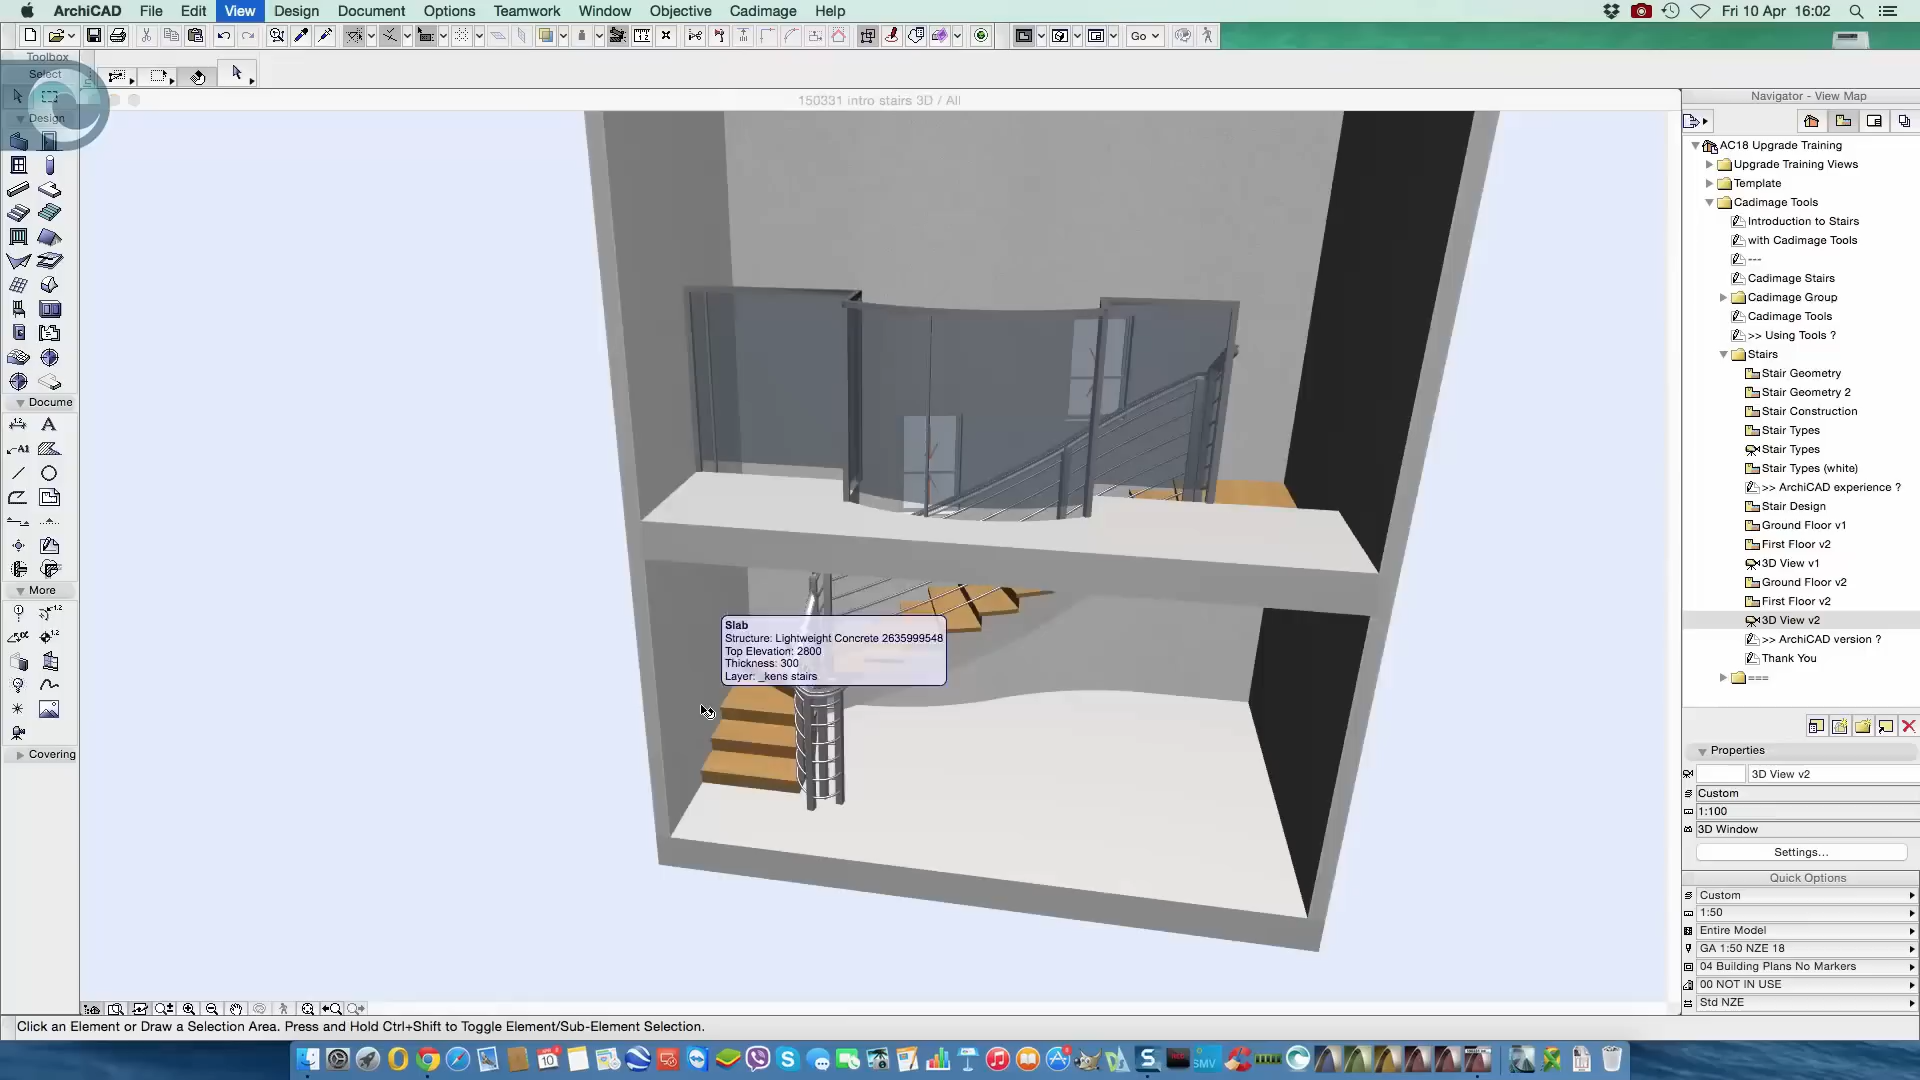 ArchiCAD File Edit View Design Document Options Teamwork Window Objective Cadimage Help Fri 10 Apr 16:02
Go
Toolbox
Select
Design
Docume
More
Covering
150331 intro stairs 3D / All
Slab
Structure: Lightweight Concrete 2635999548
Top Elevation: 2800
Thickness: 300
Layer: _kens stairs
Navigator - View Map
AC18 Upgrade Training
Upgrade Training Views
Template
Cadimage Tools
Introduction to Stairs
with Cadimage Tools
---
Cadimage Stairs
Cadimage Group
Cadimage Tools
>> Using Tools ?
Stairs
Stair Geometry
Stair Geometry 2
Stair Construction
Stair Types
Stair Types
Stair Types (white)
>> ArchiCAD experience ?
Stair Design
Ground Floor v1
First Floor v2
3D View v1
Ground Floor v2
First Floor v2
3D View v2
>> ArchiCAD version ?
Thank You
===
Properties
3D View v2
Custom
1:100
3D Window
Settings...
Quick Options
Custom
1:50
Entire Model
GA 1:50 NZE 18
04 Building Plans No Markers
00 NOT IN USE
Std NZE
Click an Element or Draw a Selection Area. Press and Hold Ctrl+Shift to Toggle Element/Sub-Element Selection.